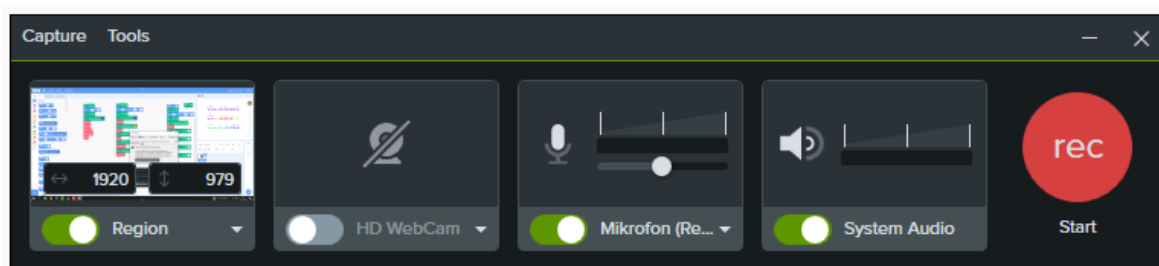 Capture Tools
1920 979
Region
HD WebCam
Mikrofon (Re...
System Audio
rec
Start